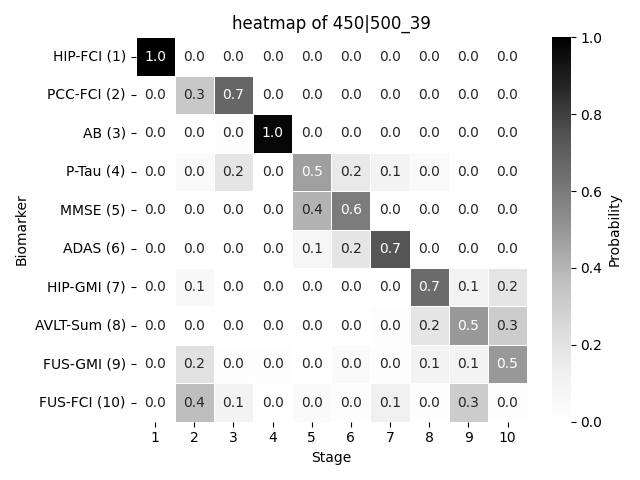 heatmap of 450|500_39
HIP-FCI (1) 1.0 0.0 0.0 0.0 0.0 0.0 0.0 0.0 0.0 0.0
PCC-FCI (2) 0.0 0.3 0.7 0.0 0.0 0.0 0.0 0.0 0.0 0.0
AB (3) 0.0 0.0 0.0 1.0 0.0 0.0 0.0 0.0 0.0 0.0
P-Tau (4) 0.0 0.0 0.2 0.0 0.5 0.2 0.1 0.0 0.0 0.0
MMSE (5) 0.0 0.0 0.0 0.0 0.4 0.6 0.0 0.0 0.0 0.0
ADAS (6) 0.0 0.0 0.0 0.0 0.1 0.2 0.7 0.0 0.0 0.0
HIP-GMI (7) 0.0 0.1 0.0 0.0 0.0 0.0 0.0 0.7 0.1 0.2
AVLT-Sum (8) 0.0 0.0 0.0 0.0 0.0 0.0 0.0 0.2 0.5 0.3
FUS-GMI (9) 0.0 0.2 0.0 0.0 0.0 0.0 0.0 0.1 0.1 0.5
FUS-FCI (10) 0.0 0.4 0.1 0.0 0.0 0.0 0.1 0.0 0.3 0.0
1 2 3 4 5 6 7 8 9 10
Stage
Biomarker
1.0
0.8
0.6
0.4
0.2
0.0
Probability